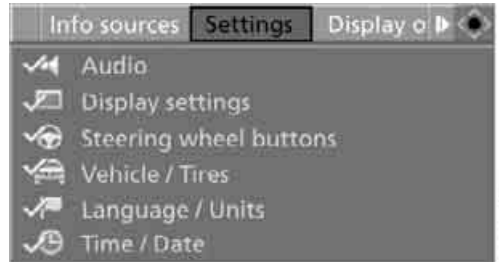 Info sources Settings Display o
Audio
Display settings
Steering wheel buttons
Vehicle / Tires
Language / Units
Time / Date